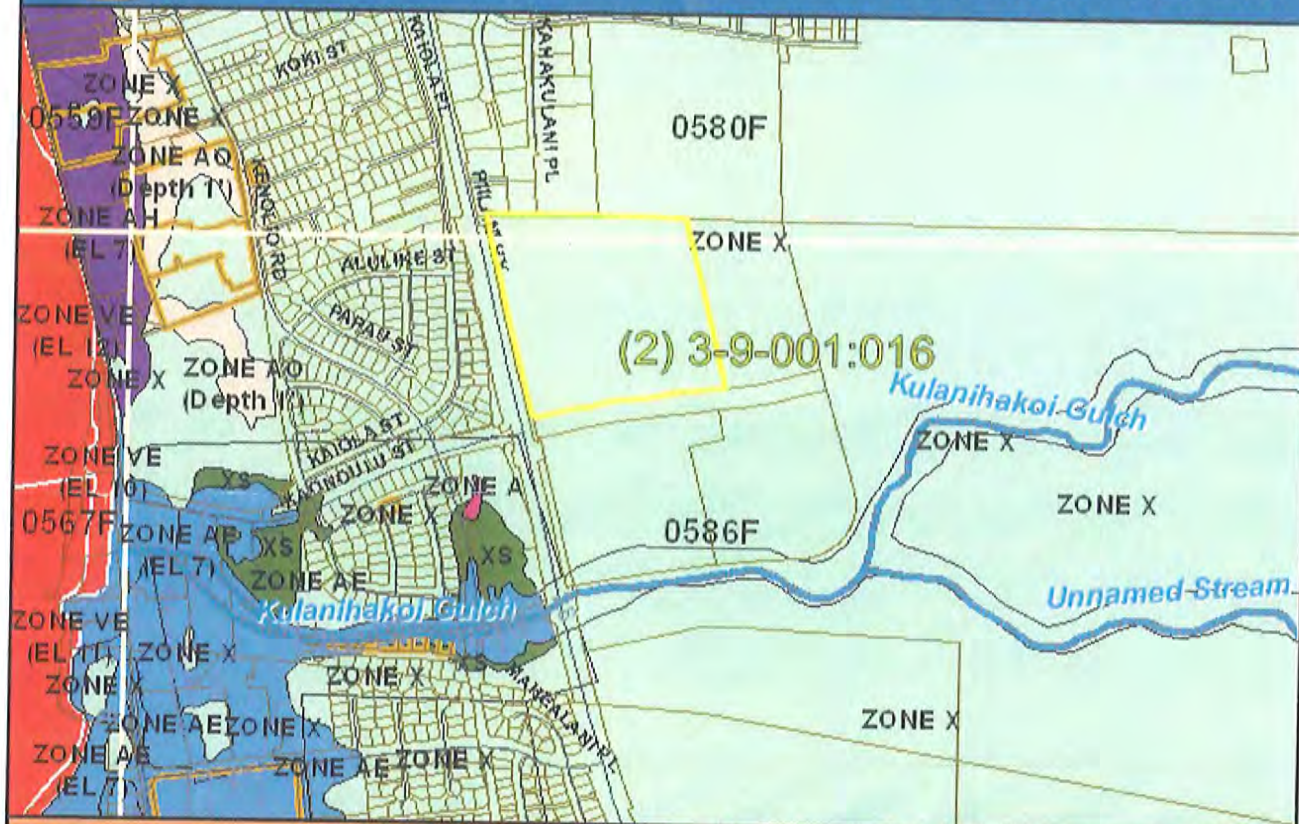 KOKI ST
KAIOLA PL
KAHAKULANI PL
ZONE X
0559F
ZONE X
0580F
ZONE AO
(Depth 1')
KENOLIO RD
ZONE AH
(EL 7)
ALULIKE ST
ZONE X
ZONE VE
(EL 12)
PAPAU ST
(2) 3-9-001:016
ZONE X
ZONE AO
(Depth 1')
Kulanihakoi Gulch
KAIOLA ST
ZONE X
KAONOULU ST
ZONE VE
(EL 10)
XS
ZONE A
ZONE X
ZONE X
0567F
ZONE AE
(EL 7)
XS
XS
0586F
ZONE AE
Kulanihakoi Gulch
Unnamed Stream
ZONE VE
(EL 11)
ZONE X
XS
ZONE X
ZONE X
ZONE X
ZONE AE
ZONE X
ZONE AE
(EL 7)
ZONE AE
ZONE X